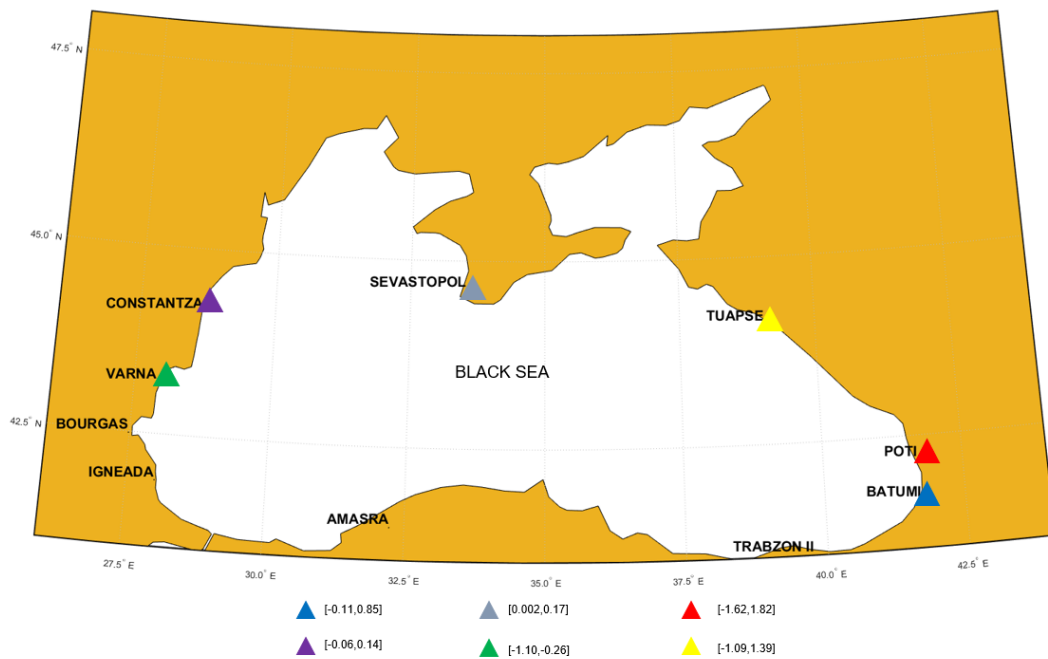 47.5° N
45.0° N
SEVASTOPOL
CONSTANTZA
TUAPSE
VARNA
BLACK SEA
42.5° N
BOURGAS
POTI
IGNEADA
BATUMI
AMASRA
TRABZON II
27.5° E
30.0° E
32.5° E
35.0° E
37.5° E
40.0° E
42.5° E
[-0.11,0.85]
[0.002,0.17]
[-1.62,1.82]
[-0.06,0.14]
[-1.10,-0.26]
[-1.09,1.39]